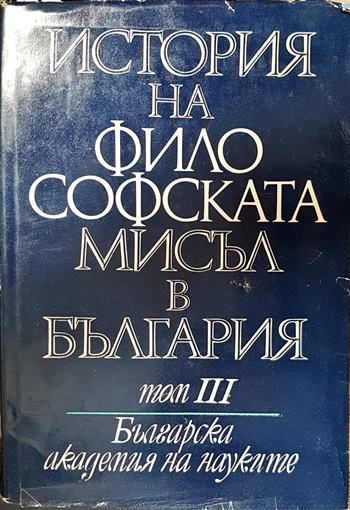 ИСТОРИЯ
НА
ФИЛО
СОФСКАТА
МИСЪЛ
В
БЪЛГАРИЯ
том III
Българска
академия на науките